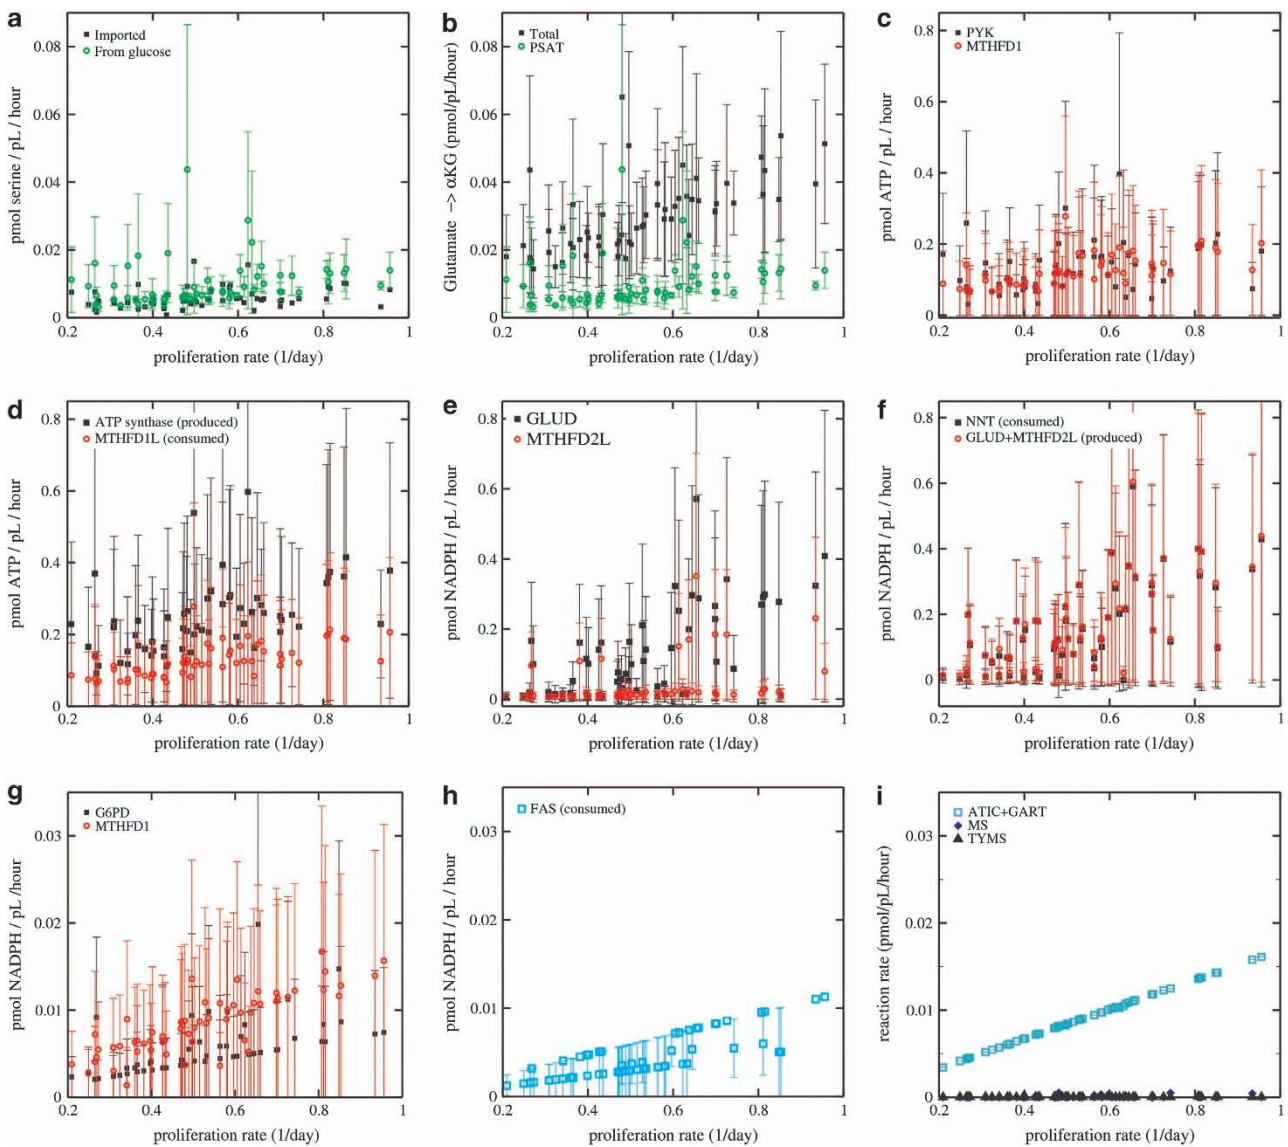 a
Imported
From glucose
0.08
0.06
0.04
0.02
0
pmol serine / pL / hour
0.2 0.4 0.6 0.8 1
proliferation rate (1/day)
b
Total
PSAT
0.08
0.06
0.04
0.02
0
Glutamate –> αKG (pmol/pL/hour)
0.2 0.4 0.6 0.8 1
proliferation rate (1/day)
c
PYK
MTHFD1
0.8
0.6
0.4
0.2
0.0
pmol ATP / pL / hour
0.2 0.4 0.6 0.8 1
proliferation rate (1/day)
d
ATP synthase (produced)
MTHFD1L (consumed)
0.8
0.6
0.4
0.2
0
pmol ATP / pL / hour
0.2 0.4 0.6 0.8 1
proliferation rate (1/day)
e
GLUD
MTHFD2L
0.8
0.6
0.4
0.2
0
pmol NADPH / pL / hour
0.2 0.4 0.6 0.8 1
proliferation rate (1/day)
f
NNT (consumed)
GLUD+MTHFD2L (produced)
0.8
0.6
0.4
0.2
0
pmol NADPH / pL / hour
0.2 0.4 0.6 0.8 1
proliferation rate (1/day)
g
G6PD
MTHFD1
0.03
0.02
0.01
0
pmol NADPH / pL /hour
0.2 0.4 0.6 0.8 1
proliferation rate (1/day)
h
FAS (consumed)
0.03
0.02
0.01
0
pmol NADPH / pL / hour
0.2 0.4 0.6 0.8 1
proliferation rate (1/day)
i
ATIC+GART
MS
TYMS
0.03
0.02
0.01
0
reaction rate (pmol/pL/hour)
0.2 0.4 0.6 0.8 1
proliferation rate (1/day)